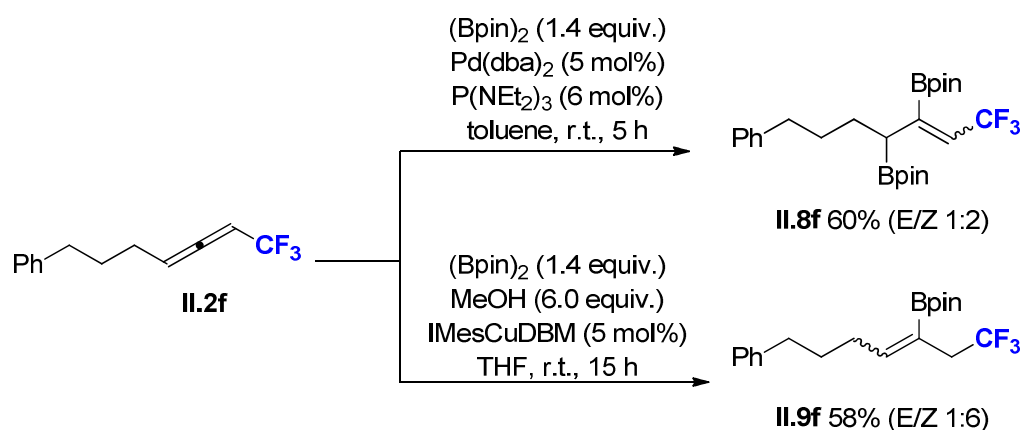 (Bpin)2 (1.4 equiv.)
Pd(dba)2 (5 mol%)
P(NEt2)3 (6 mol%)
toluene, r.t., 5 h
Bpin
CF3
Ph
Bpin
II.8f 60% (E/Z 1:2)
Ph
CF3
II.2f
(Bpin)2 (1.4 equiv.)
MeOH (6.0 equiv.)
IMesCuDBM (5 mol%)
THF, r.t., 15 h
Bpin
CF3
Ph
II.9f 58% (E/Z 1:6)